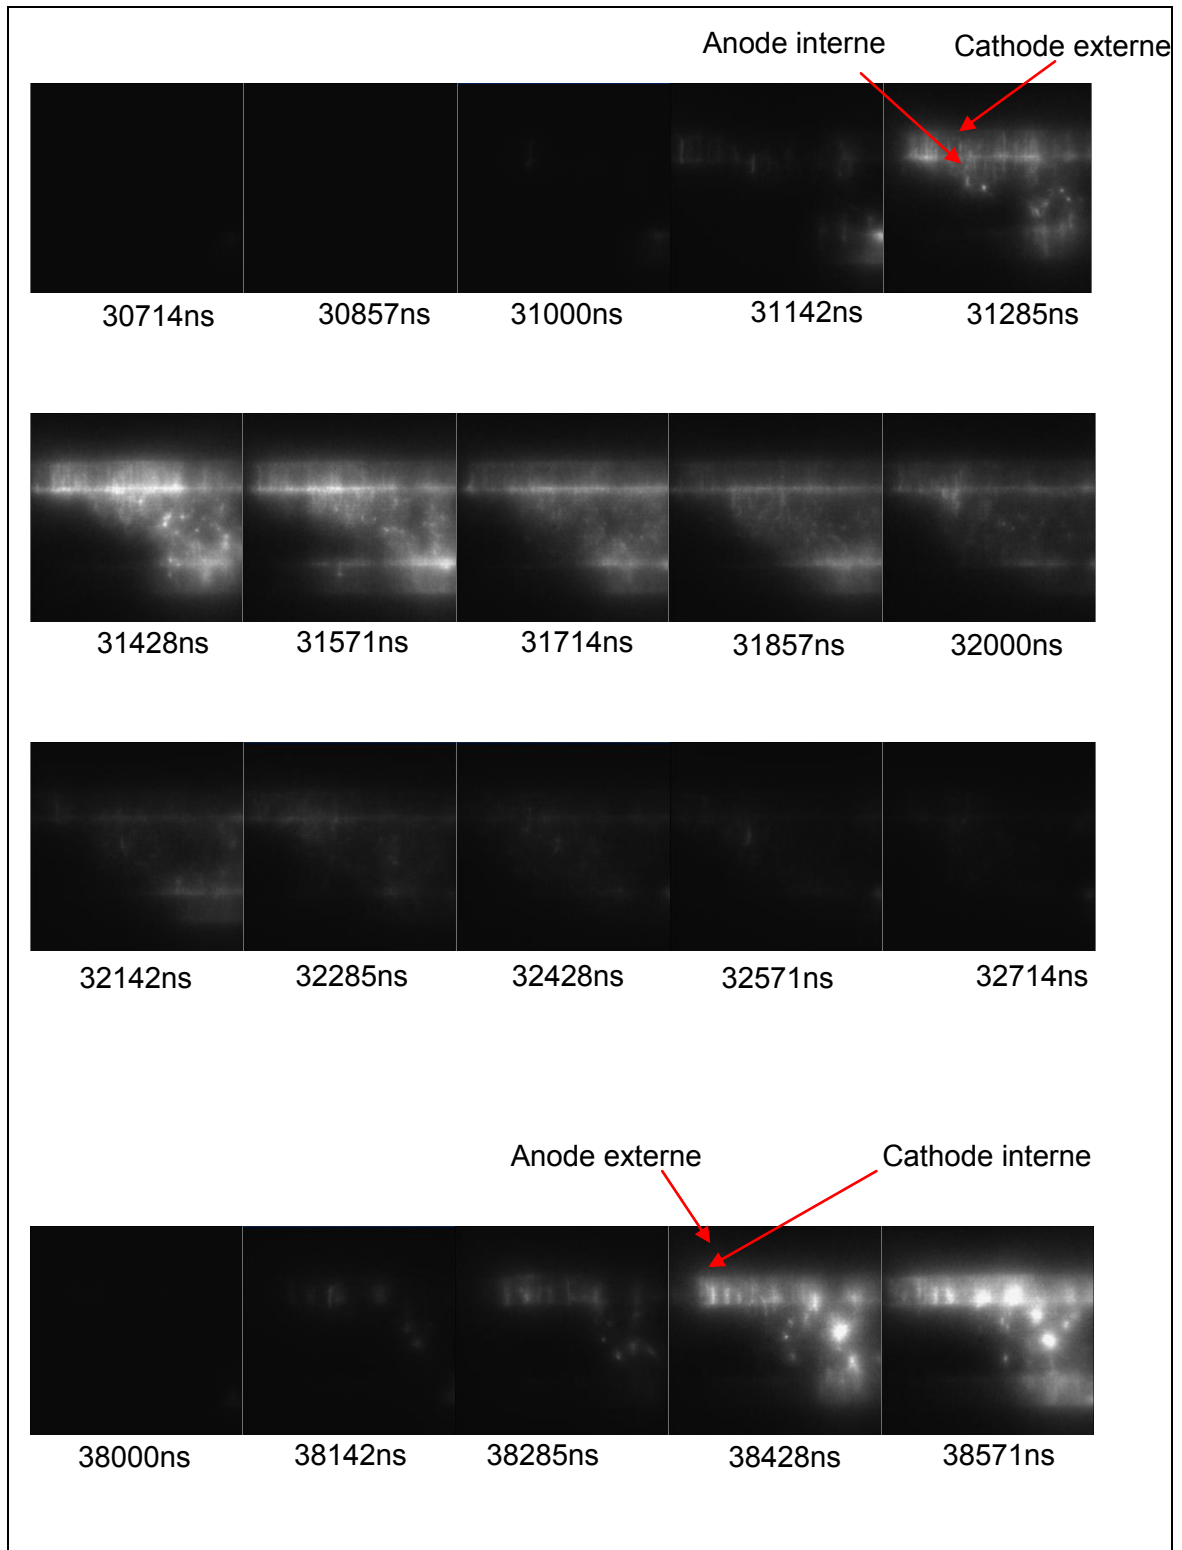 Anode interne Cathode externe
30714ns 30857ns 31000ns 31142ns 31285ns
31428ns 31571ns 31714ns 31857ns 32000ns
32142ns 32285ns 32428ns 32571ns 32714ns
Anode externe Cathode interne
38000ns 38142ns 38285ns 38428ns 38571ns